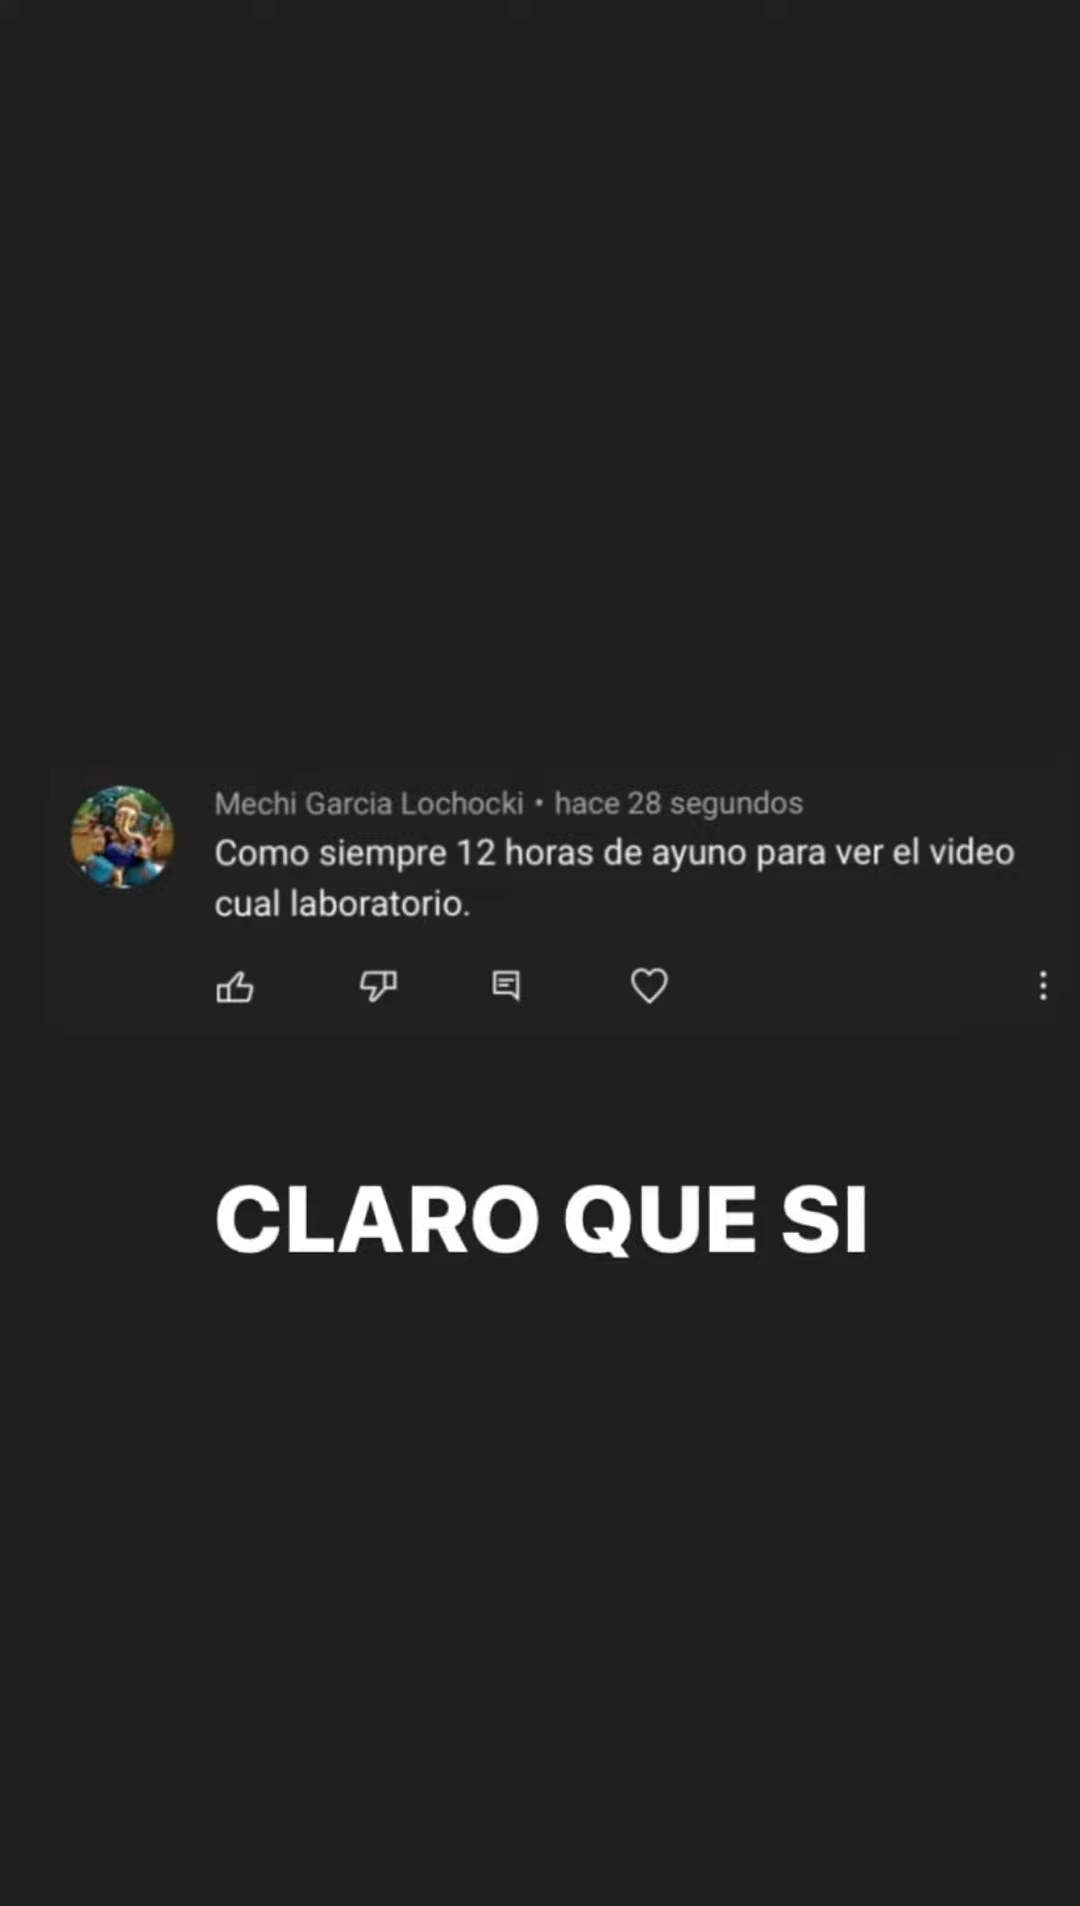 Mechi Garcia Lochocki • hace 28 segundos
Como siempre 12 horas de ayuno para ver el video
cual laboratorio.
CLARO QUE SI